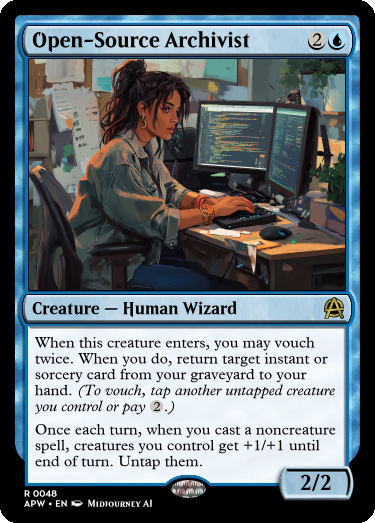 Open-Source Archivist 2
Creature — Human Wizard
When this creature enters, you may vouch
twice. When you do, return target instant or
sorcery card from your graveyard to your
hand. (To vouch, tap another untapped creature
you control or pay 2.)
Once each turn, when you cast a noncreature
spell, creatures you control get +1/+1 until
end of turn. Untap them.
2/2
R 0048
APW • EN Midjourney AI